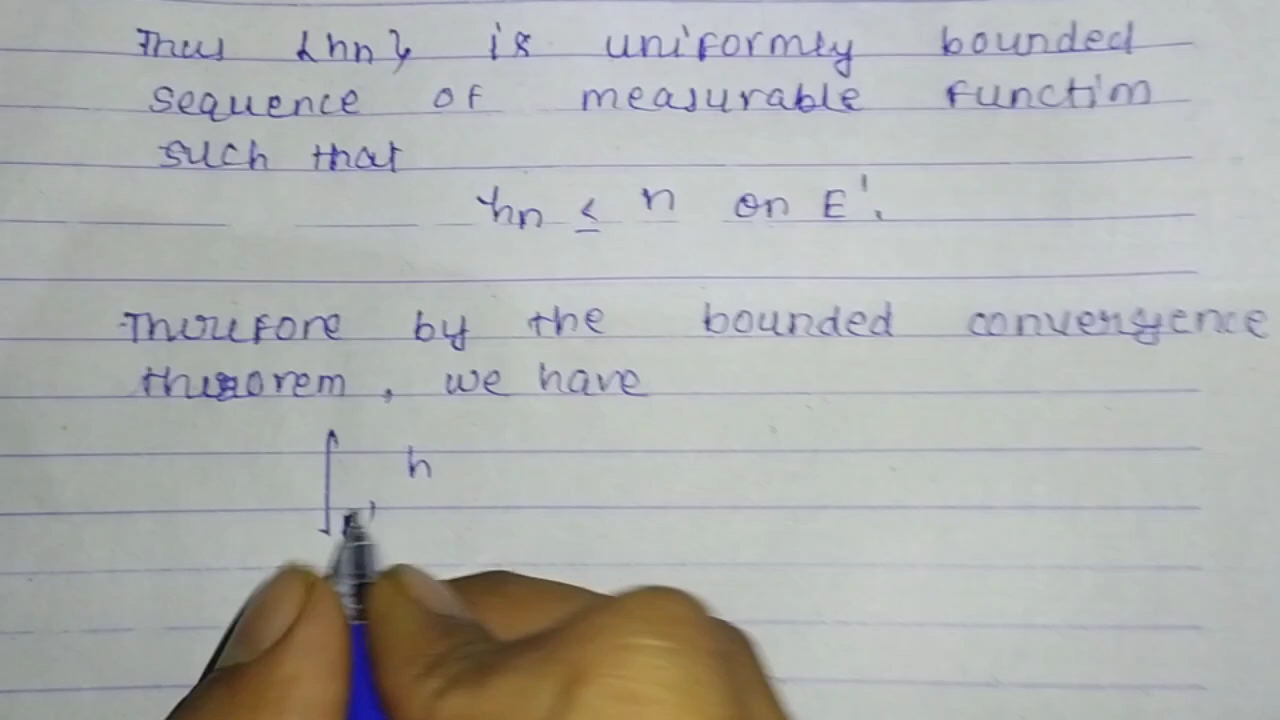 Thus <hn> is uniformly bounded
sequence of measurable function
such that
hn ≤ n on E'.
Therefore by the bounded convergence
theorem, we have
∫ h